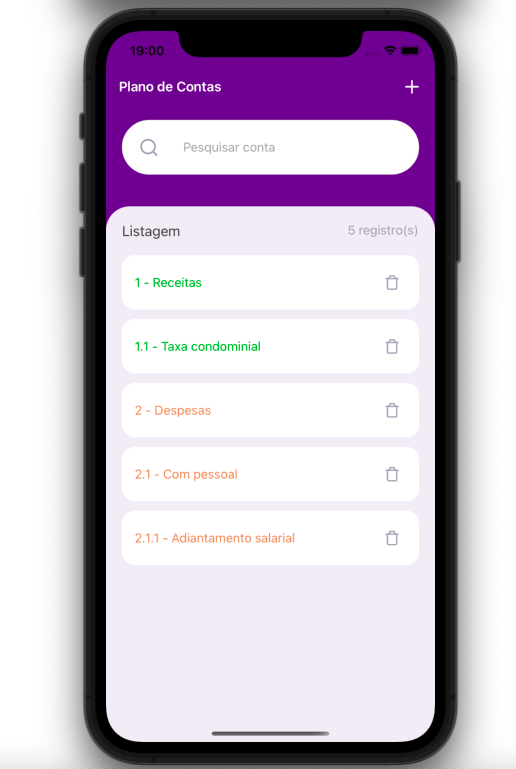 19:00
Plano de Contas
Pesquisar conta
Listagem 5 registro(s)
1 - Receitas
1.1 - Taxa condominial
2 - Despesas
2.1 - Com pessoal
2.1.1 - Adiantamento salarial